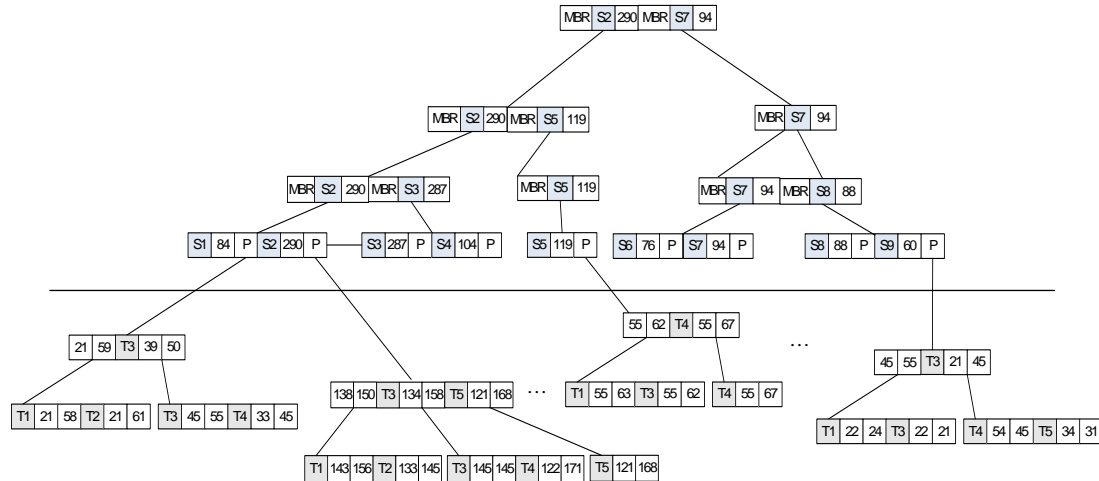 MBR S2 290 MBR S7 94
MBR S2 290 MBR S5 119
MBR S7 94
MBR S2 290 MBR S3 287
MBR S5 119
MBR S7 94 MBR S8 88
S1 84 P S2 290 P
S3 287 P S4 104 P
S5 119 P
S6 76 P S7 94 P
S8 88 P S9 60 P
55 62 T4 55 67
21 59 T3 39 50
...
45 55 T3 21 45
138 150 T3 134 158 T5 121 168
...
T1 55 63 T3 55 62
T4 55 67
T1 21 58 T2 21 61
T3 45 55 T4 33 45
T1 22 24 T3 22 21
T4 54 45 T5 34 31
T1 143 156 T2 133 145
T3 145 145 T4 122 171
T5 121 168